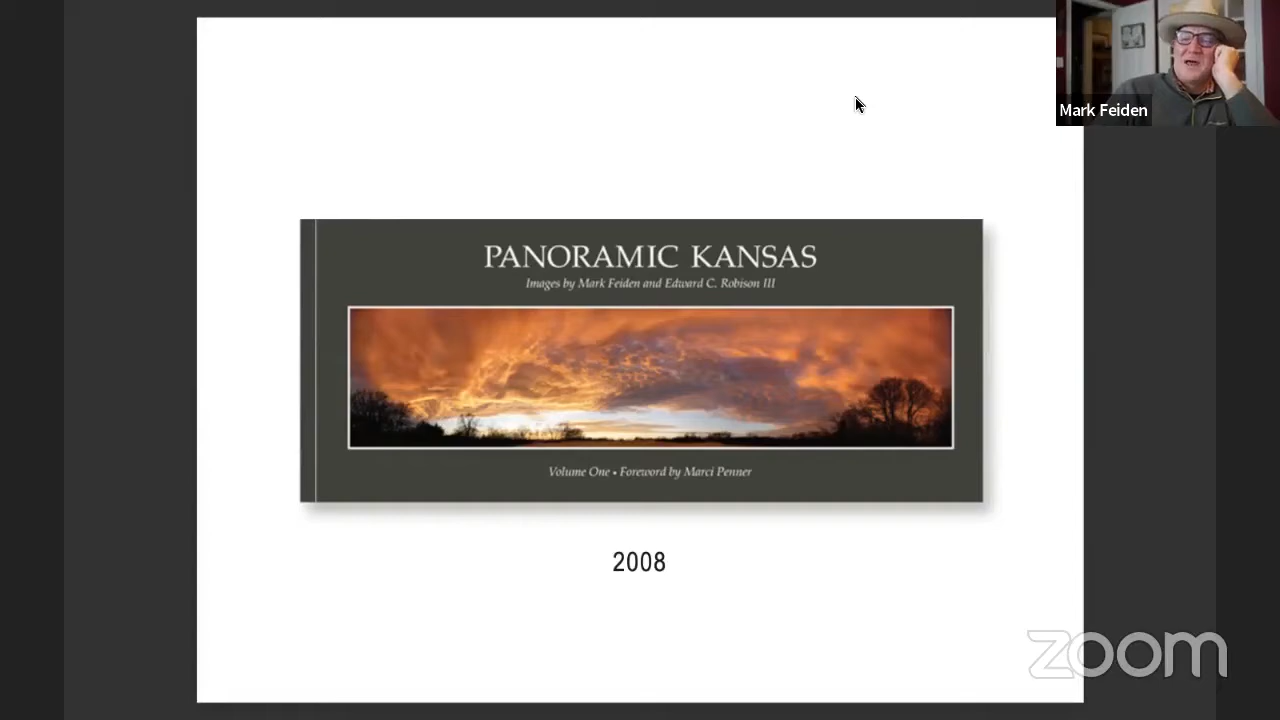 Mark Feiden
PANORAMIC KANSAS
Images by Mark Feiden and Edward C. Robison III
Volume One • Foreword by Marci Penner
2008
zoom